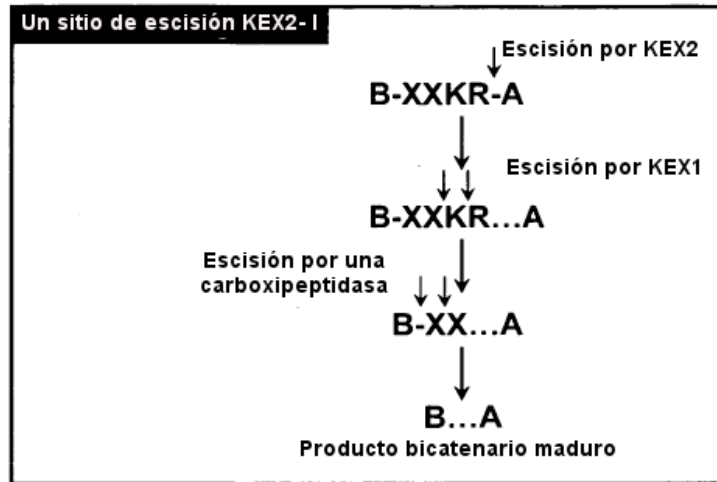 Un sitio de escisión KEX2- I
Escisión por KEX2
B-XXKR-A
Escisión por KEX1
B-XXKR...A
Escisión por una
carboxipeptidasa
B-XX...A
B...A
Producto bicatenario maduro